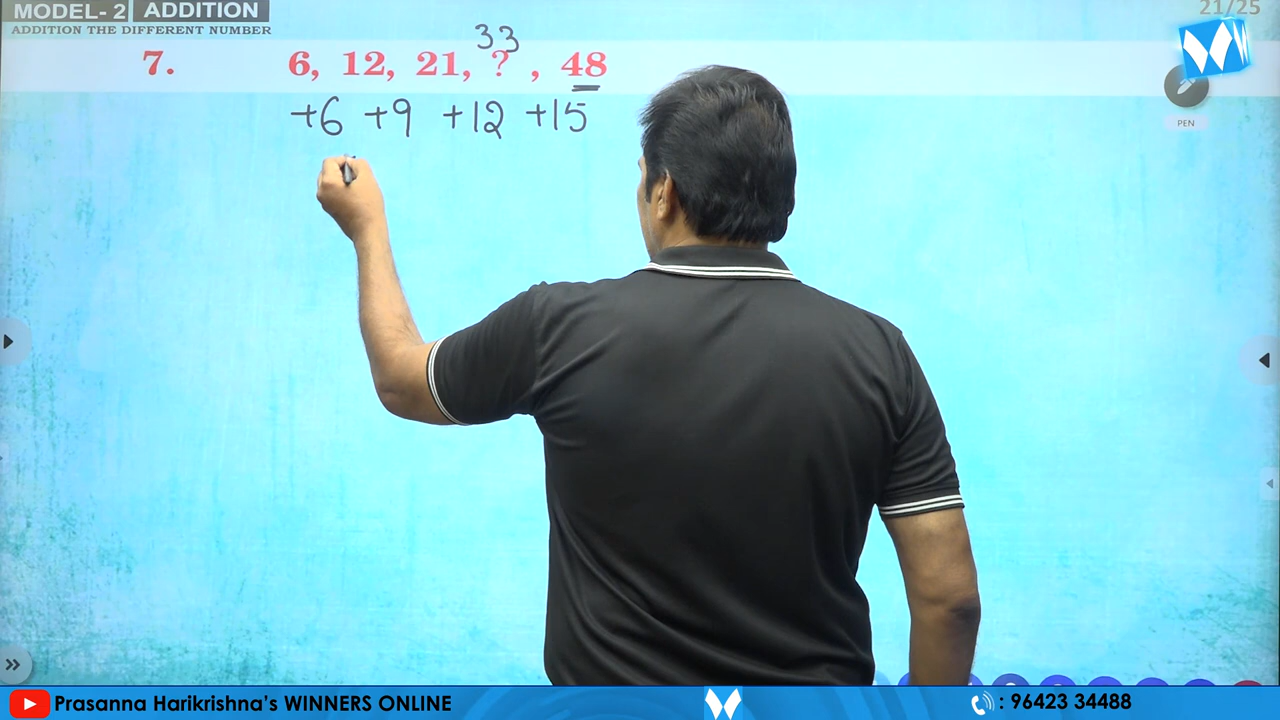 MODEL- 2 ADDITION
21/25
ADDITION THE DIFFERENT NUMBER
33
7. 6, 12, 21, ? , 48
+6 +9 +12 +15
PEN
Prasanna Harikrishna's WINNERS ONLINE
: 96423 34488